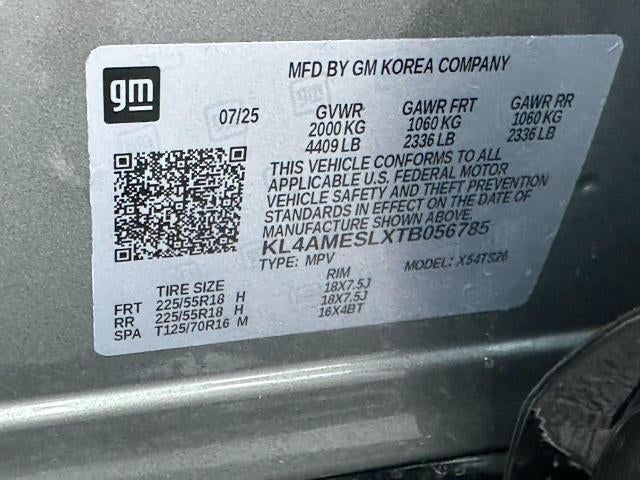 gm
MFD BY GM KOREA COMPANY
07/25 GVWR GAWR FRT GAWR RR
2000 KG 1060 KG 1060 KG
4409 LB 2336 LB 2336 LB
THIS VEHICLE CONFORMS TO ALL
APPLICABLE U.S. FEDERAL MOTOR
VEHICLE SAFETY AND THEFT PREVENTION
STANDARDS IN EFFECT ON THE DATE OF
MANUFACTURE SHOWN ABOVE.
KL4AMESLXTB056785
TYPE: MPV MODEL: X54TS26
TIRE SIZE RIM
FRT 225/55R18 H 18X7.5J
RR 225/55R18 H 18X7.5J
SPA T125/70R16 M 16X4BT